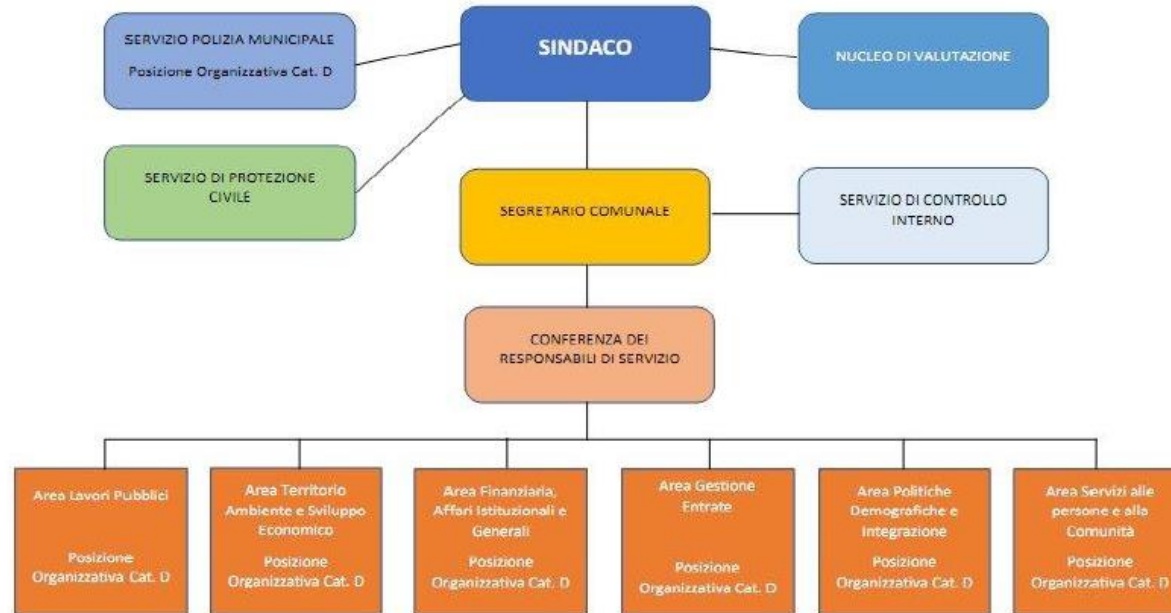 SERVIZIO POLIZIA MUNICIPALE
Posizione Organizzativa Cat. D
SINDACO
NUCLEO DI VALUTAZIONE
SERVIZIO DI PROTEZIONE
CIVILE
SEGRETARIO COMUNALE
SERVIZIO DI CONTROLLO
INTERNO
CONFERENZA DEI
RESPONSABILI DI SERVIZIO
Area Lavori Pubblici
Posizione
Organizzativa Cat. D
Area Territorio
Ambiente e Sviluppo
Economico
Posizione
Organizzativa Cat. D
Area Finanziaria,
Affari Istituzionali e
Generali
Posizione
Organizzativa Cat. D
Area Gestione
Entrate
Posizione
Organizzativa Cat. D
Area Politiche
Demografiche e
Integrazione
Posizione
Organizzativa Cat. D
Area Servizi alle
persone e alla
Comunità
Posizione
Organizzativa Cat. D